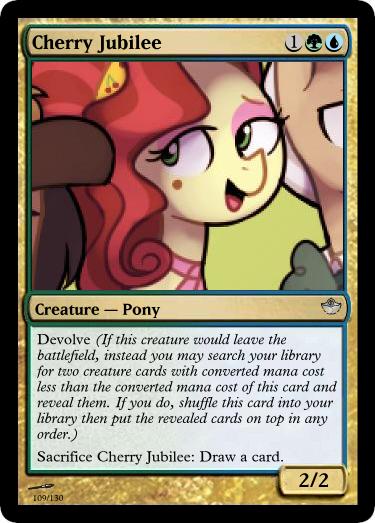 Cherry Jubilee 1
Creature — Pony
Devolve (If this creature would leave the
battlefield, instead you may search your library
for two creature cards with converted mana cost
less than the converted mana cost of this card and
reveal them. If you do, shuffle this card into your
library then put the revealed cards on top in any
order.)
Sacrifice Cherry Jubilee: Draw a card.
2/2
109/130